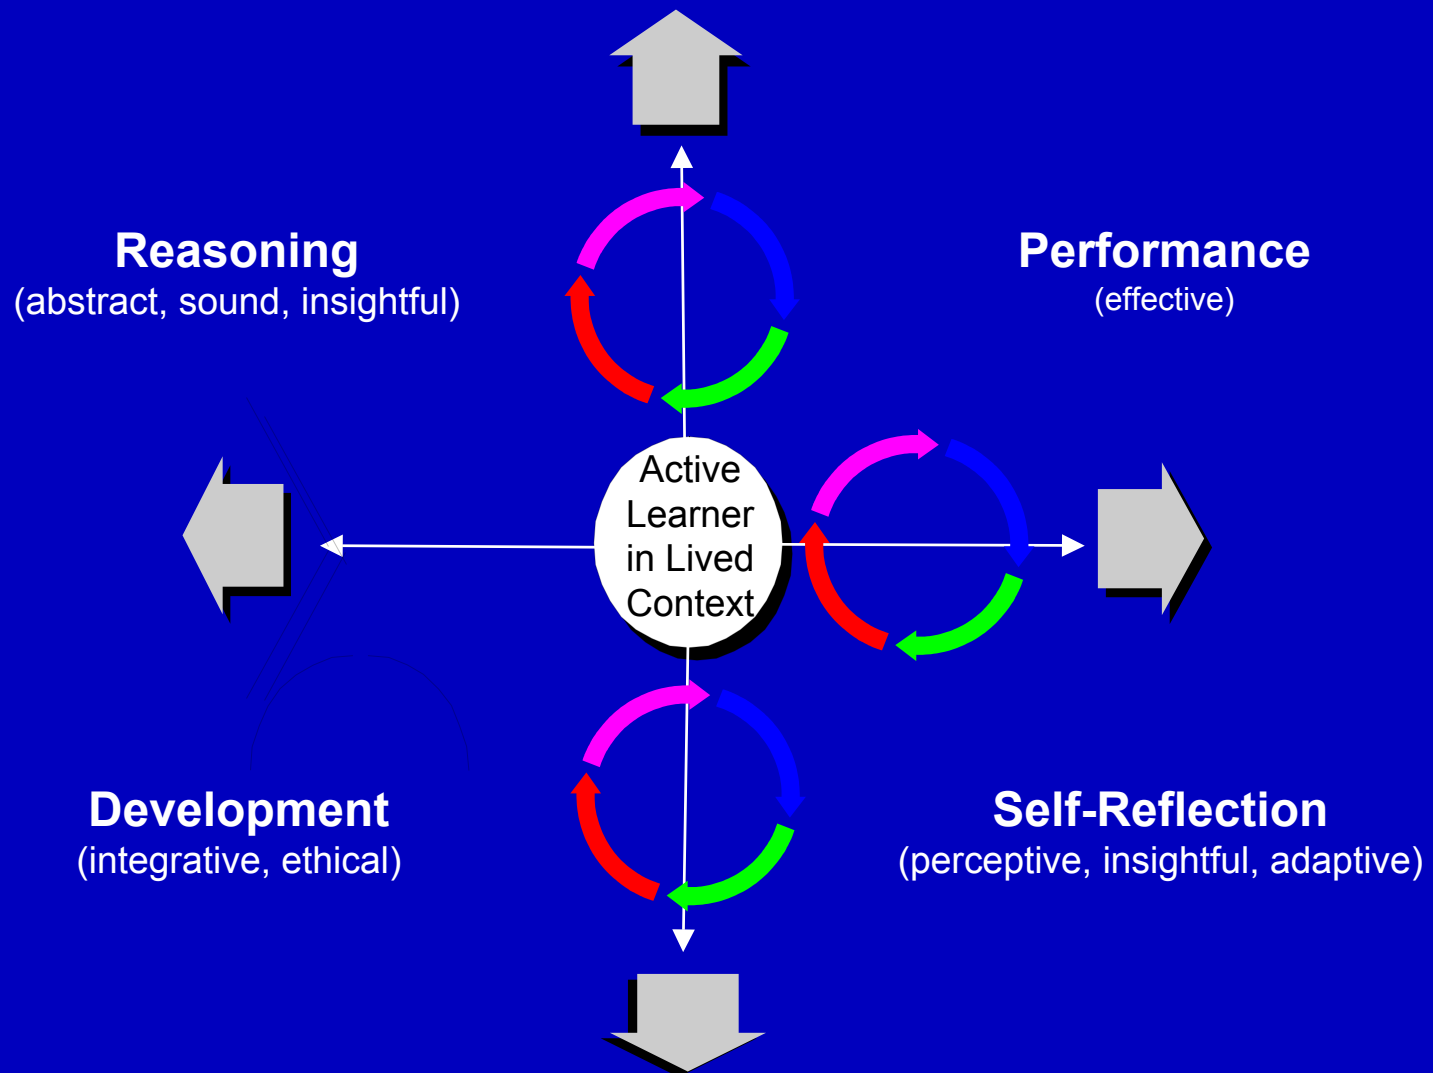 Reasoning
(abstract, sound, insightful)
Performance
(effective)
Active
Learner
in Lived
Context
Development
(integrative, ethical)
Self-Reflection
(perceptive, insightful, adaptive)